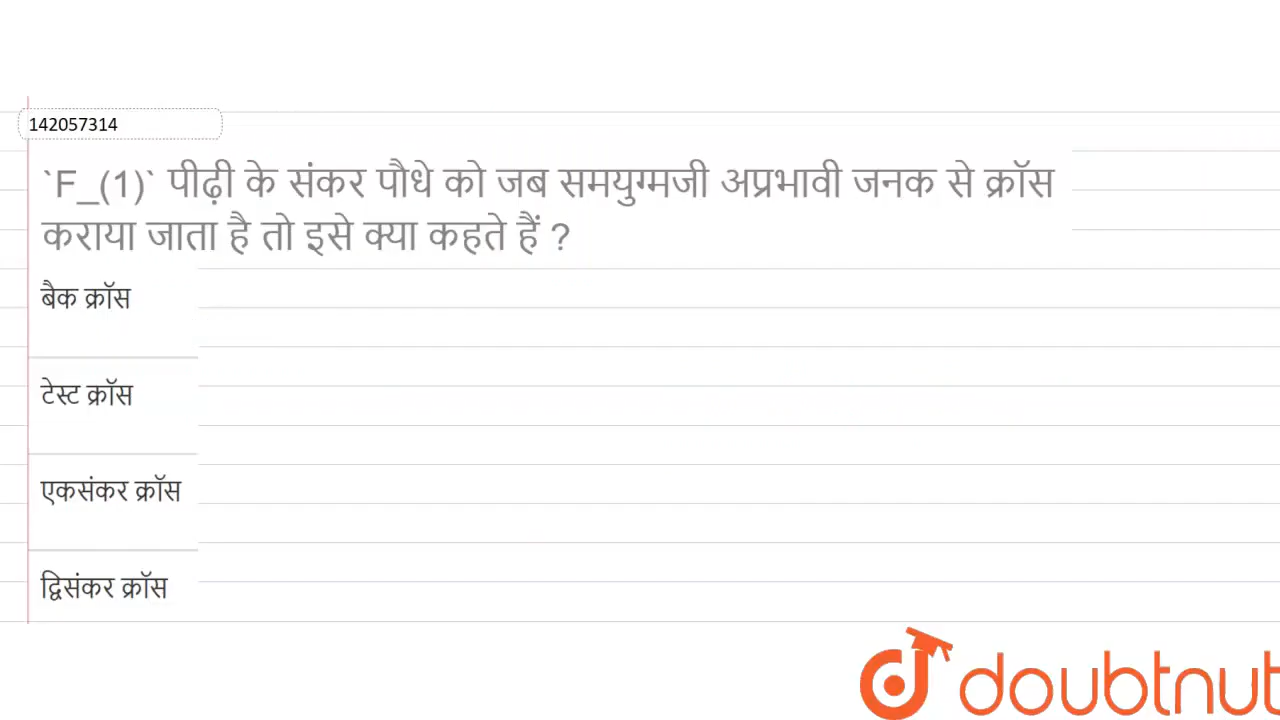 142057314
`F_(1)` पीढ़ी के संकर पौधे को जब समयुग्मजी अप्रभावी जनक से क्रॉस
कराया जाता है तो इसे क्या कहते हैं ?
बैक क्रॉस
टेस्ट क्रॉस
एकसंकर क्रॉस
द्विसंकर क्रॉस
doubtnut